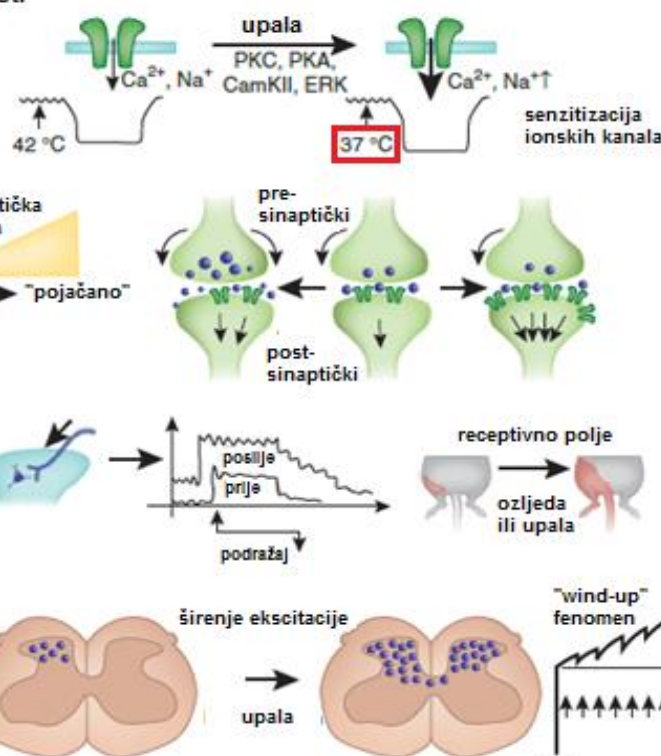 upala
PKC, PKA,
CamKII, ERK
Ca²⁺, Na⁺
Ca²⁺, Na⁺↑
42 °C
37 °C
senzitizacija
ionskih kanala
pre-
sinaptički
"pojačano"
post-
sinaptički
poslije
prije
podražaj
receptivno polje
ozljeda
ili upala
širenje ekscitacije
upala
"wind-up"
fenomen